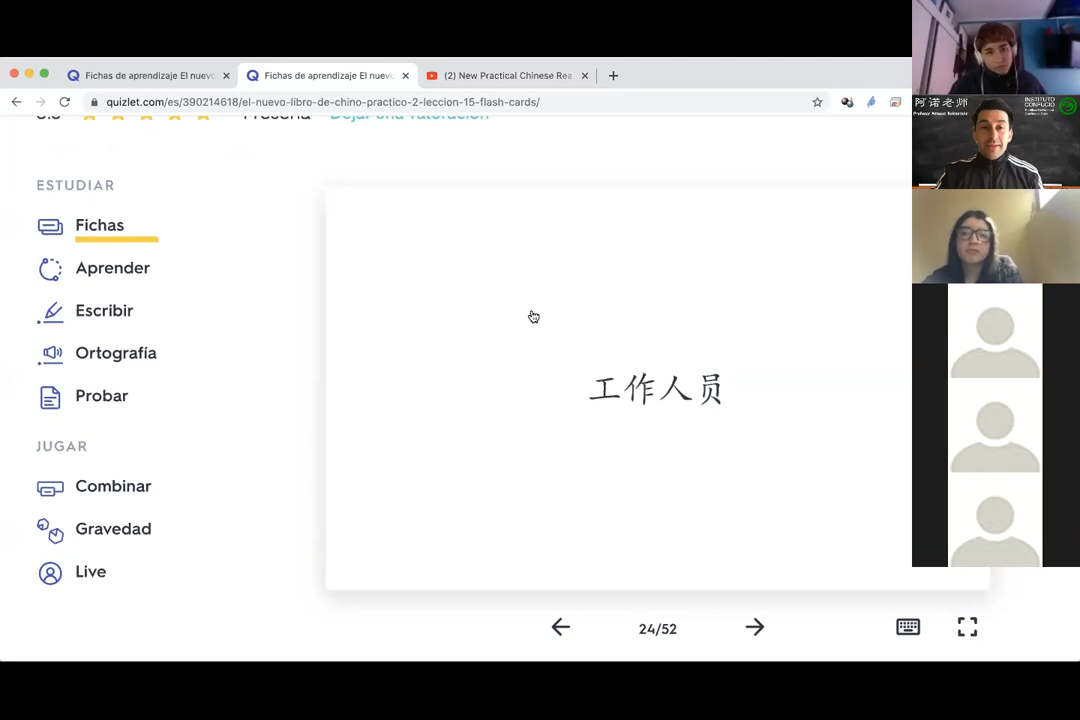 Fichas de aprendizaje El nuevo
Fichas de aprendizaje El nuevo
(2) New Practical Chinese Rea
quizlet.com/es/390214618/el-nuevo-libro-de-chino-practico-2-leccion-15-flash-cards/
阿诺老师
INSTITUTO
CONFUCIO
ESTUDIAR
Fichas
Aprender
Escribir
Ortografía
Probar
JUGAR
Combinar
Gravedad
Live
工作人员
24/52